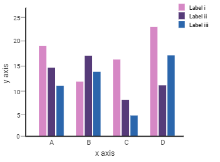 Label i
Label ii
Label iii
25
20
15
10
5
0
y axis
A B C D
x axis